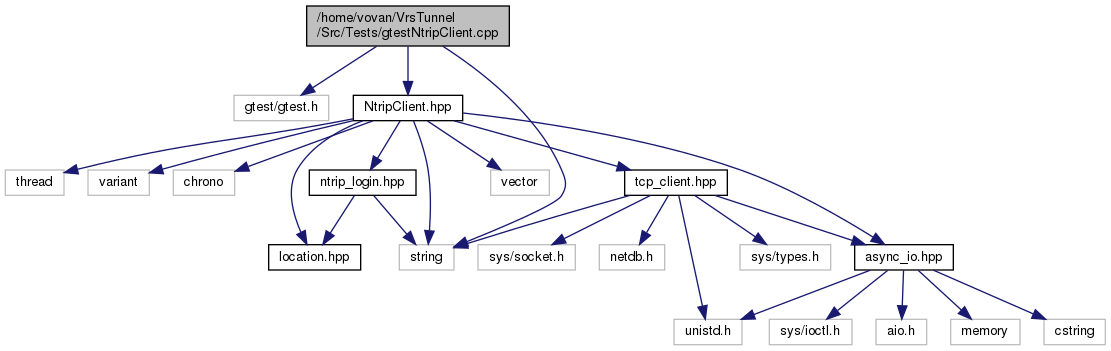 /home/vovan/VrsTunnel
/Src/Tests/gtestNtripClient.cpp
gtest/gtest.h
NtripClient.hpp
thread
variant
chrono
ntrip_login.hpp
vector
tcp_client.hpp
location.hpp
string
sys/socket.h
netdb.h
sys/types.h
async_io.hpp
unistd.h
sys/ioctl.h
aio.h
memory
cstring